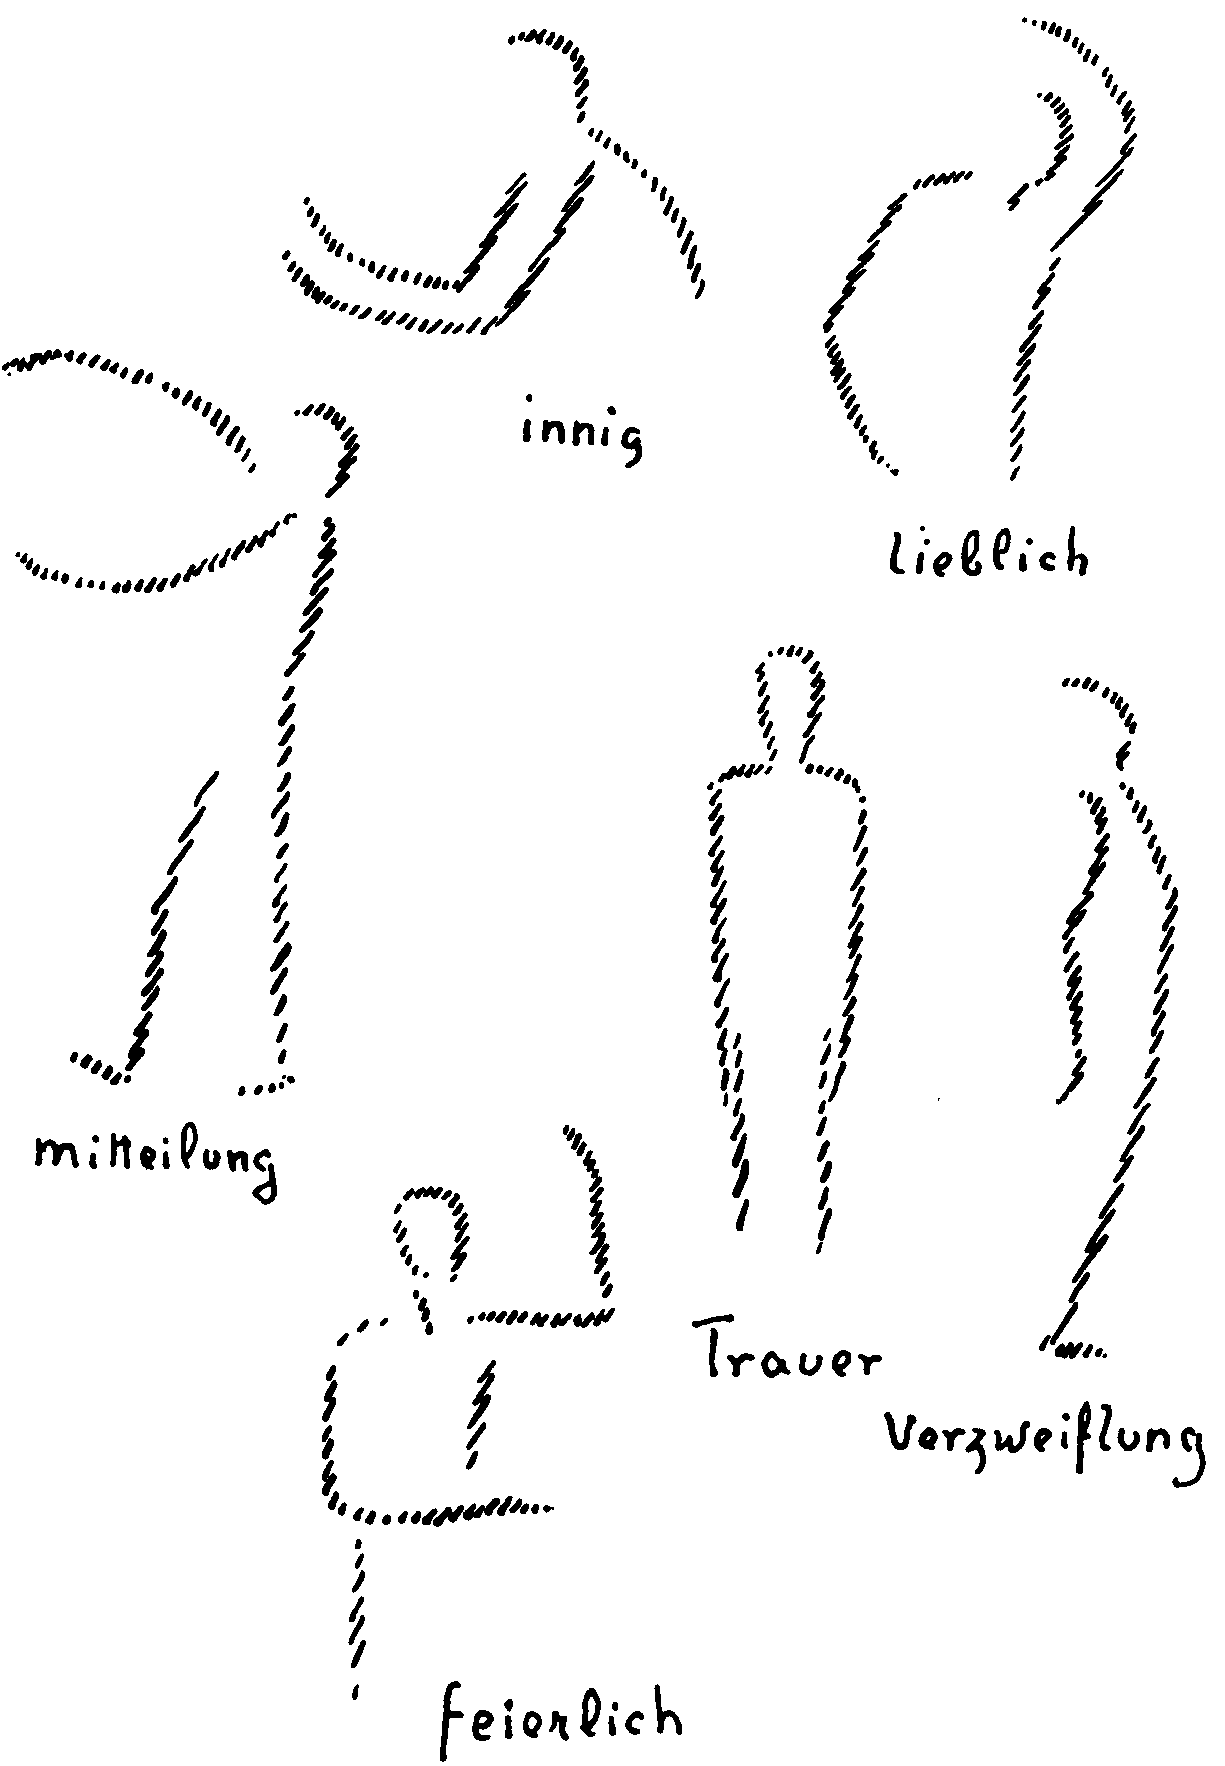 innig
Lieblich
mitteilung
Trauer
Verzweiflung
feierlich